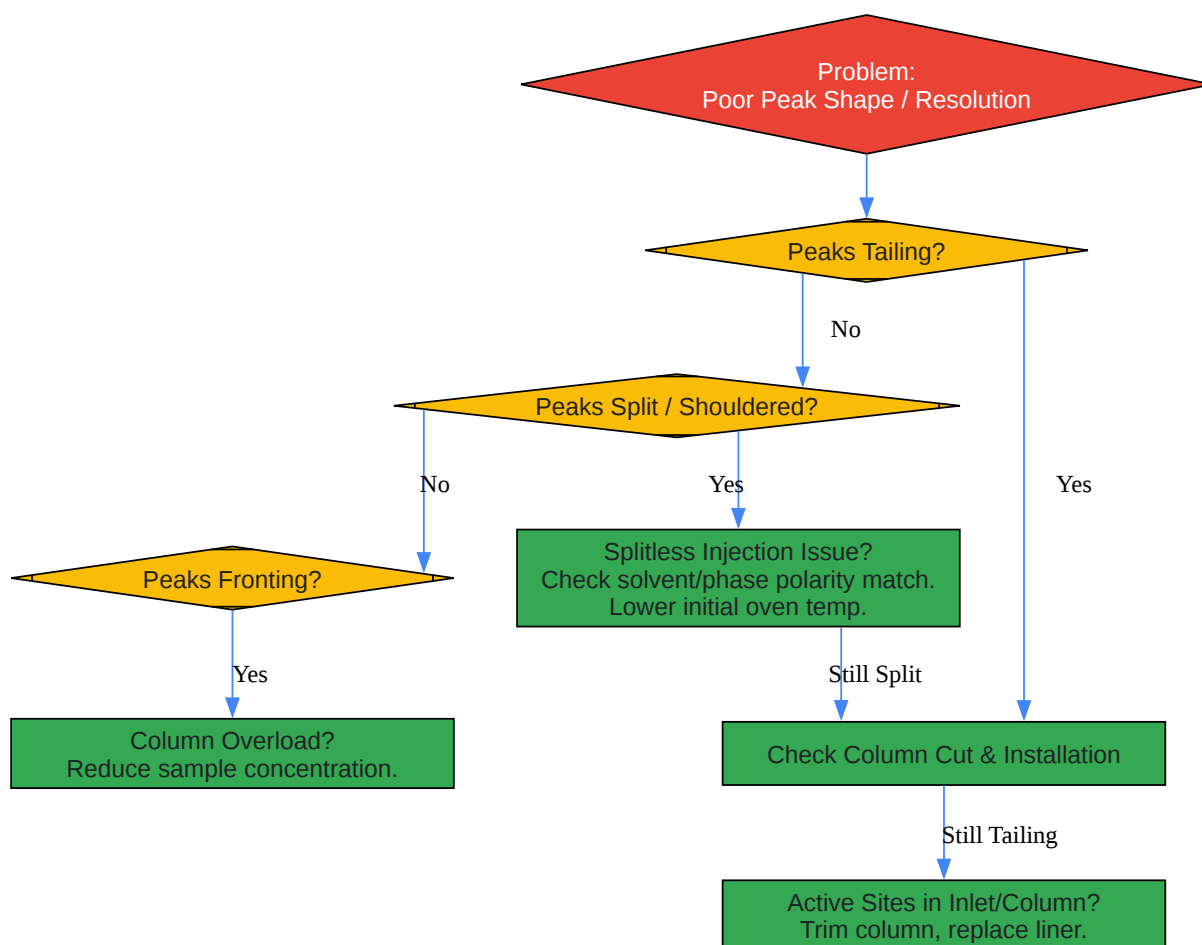 Problem:
Poor Peak Shape / Resolution
Peaks Tailing?
No
Peaks Split / Shouldered?
No
Yes
Yes
Peaks Fronting?
Splitless Injection Issue?
Check solvent/phase polarity match.
Lower initial oven temp.
Yes
Still Split
Column Overload?
Reduce sample concentration.
Check Column Cut & Installation
Still Tailing
Active Sites in Inlet/Column?
Trim column, replace liner.